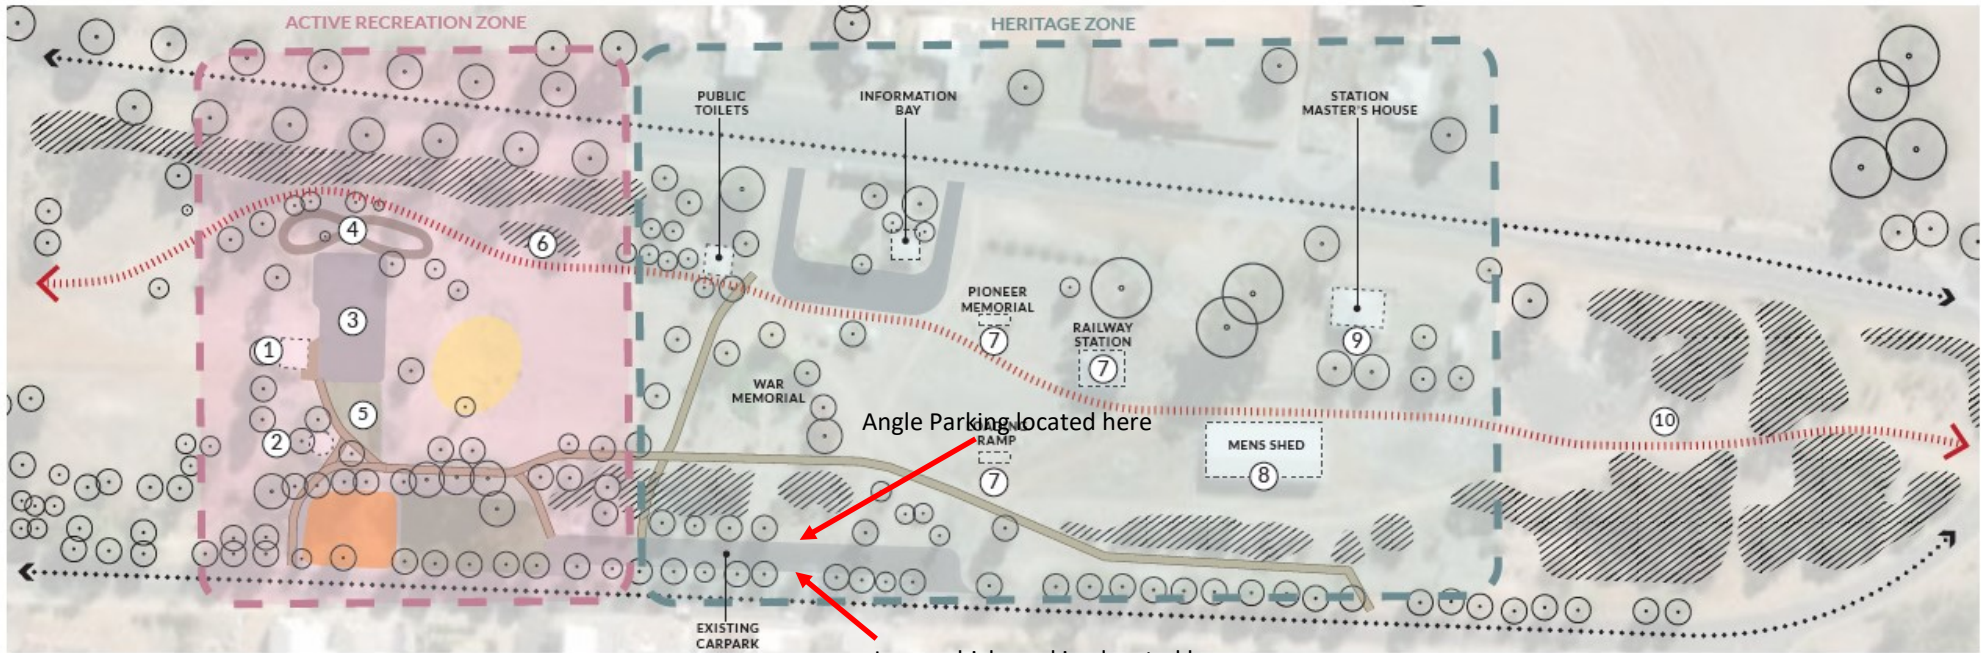 ACTIVE RECREATION ZONE
HERITAGE ZONE
PUBLIC
TOILETS
INFORMATION
BAY
STATION
MASTER'S HOUSE
4
6
3
1
PIONEER
MEMORIAL
7
RAILWAY
STATION
7
9
WAR
MEMORIAL
5
2
Angle Parking located here
RAMP
7
MENS SHED
8
10
EXISTING
CARPARK